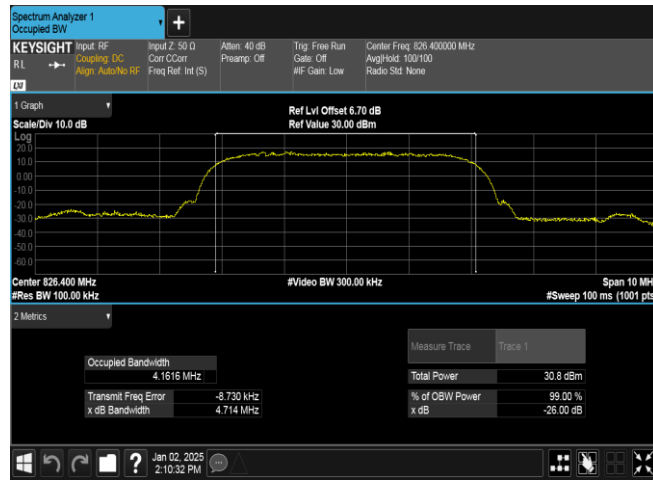 Spectrum Analyzer 1
Occupied BW
KEYSIGHT Input: RF Input Z: 50 Ω Atten: 40 dB Trig: Free Run Center Freq: 826.400000 MHz
RL Coupling: DC Corr CCorr Preamp: Off Gate: Off Avg|Hold: 100/100
Align: Auto/No RF Freq Ref: Int (S) #IF Gain: Low Radio Std: None
LXI
1 Graph
Ref Lvl Offset 6.70 dB
Scale/Div 10.0 dB Ref Value 30.00 dBm
Log
20.0
10.0
0.00
-10.0
-20.0
-30.0
-40.0
-50.0
-60.0
Center 826.400 MHz #Video BW 300.00 kHz Span 10 MH
#Res BW 100.00 kHz #Sweep 100 ms (1001 pts
2 Metrics
Measure Trace Trace 1
Occupied Bandwidth
4.1616 MHz Total Power 30.8 dBm
Transmit Freq Error -8.730 kHz % of OBW Power 99.00 %
x dB Bandwidth 4.714 MHz x dB -26.00 dB
Jan 02, 2025
2:10:32 PM